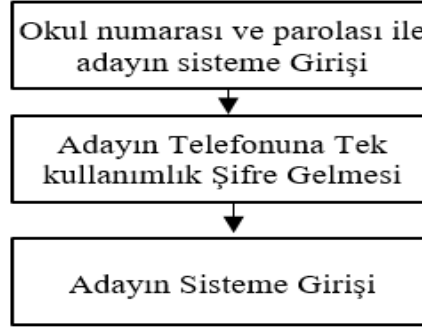 Okul numarası ve parolası ile
adayın sisteme Girişi
Adayın Telefonuna Tek
kullanımlık Şifre Gelmesi
Adayın Sisteme Girişi